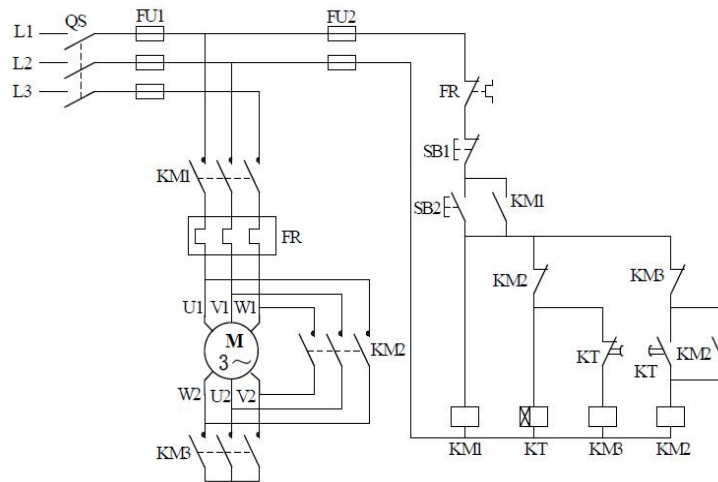 L1 QS FU1 FU2
L2
L3
FR
SB1
KM1
SB2 KM1
FR
KM2 KM3
U1 V1 W1
M
3～
KM2
KT KT KM2
W2 U2 V2
KM3
KM1 KT KM3 KM2